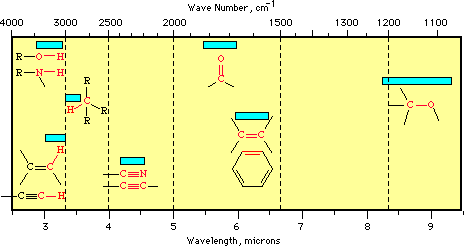 Wave Number, cm-1
4000 3000 2500 2000 1500 1200 1100
R—O—H
R—N—H
O
C
R
H C R
R
C—O
H
C=C
C=C
C≡N
C≡C
C≡C—H
3 4 5 6 7 8 9
Wavelength, microns